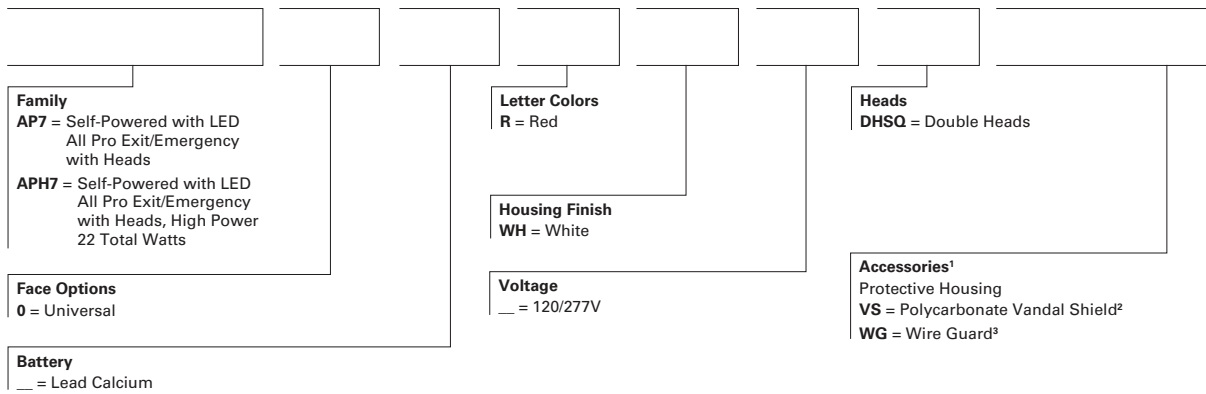 Family
AP7 = Self-Powered with LED
All Pro Exit/Emergency
with Heads
APH7 = Self-Powered with LED
All Pro Exit/Emergency
with Heads, High Power
22 Total Watts
Face Options
0 = Universal
Battery
__ = Lead Calcium
Letter Colors
R = Red
Housing Finish
WH = White
Voltage
__ = 120/277V
Heads
DHSQ = Double Heads
Accessories¹
Protective Housing
VS = Polycarbonate Vandal Shield²
WG = Wire Guard³